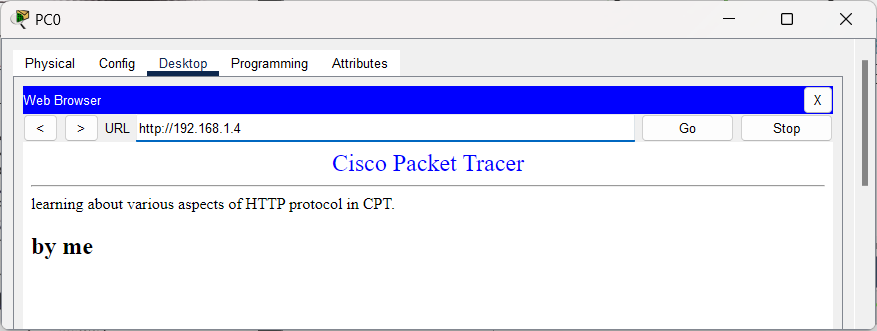 PC0
Physical Config Desktop Programming Attributes
Web Browser X
< > URL http://192.168.1.4 Go Stop
Cisco Packet Tracer
learning about various aspects of HTTP protocol in CPT.
by me